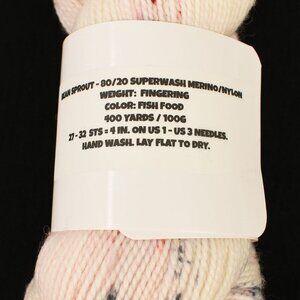 BEAN SPROUT - 80/20 SUPERWASH MERINO/NYLON
WEIGHT: FINGERING
COLOR: FISH FOOD
400 YARDS / 100G
27 - 32 STS = 4 IN. ON US 1 - US 3 NEEDLES.
HAND WASH. LAY FLAT TO DRY.